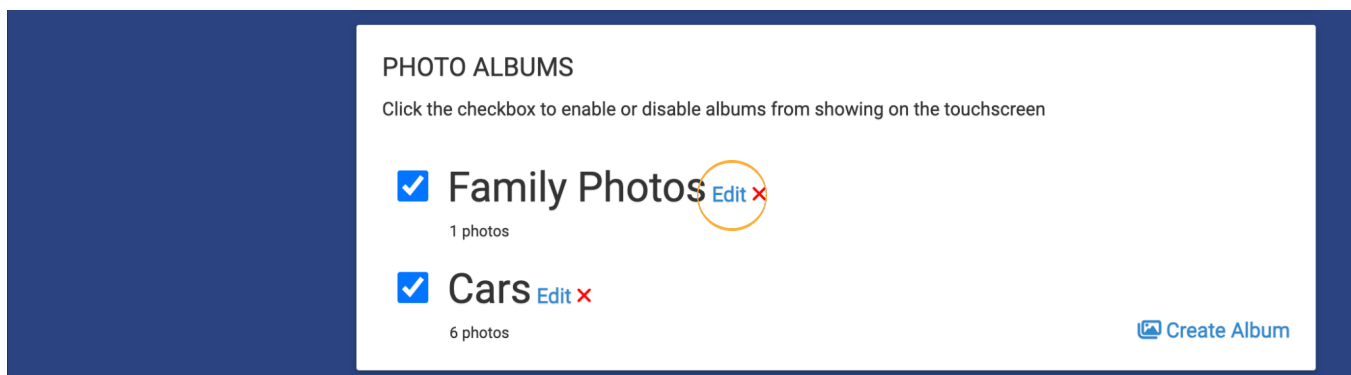 PHOTO ALBUMS
Click the checkbox to enable or disable albums from showing on the touchscreen
Family Photos Edit ×
1 photos
Cars Edit ×
6 photos
Create Album